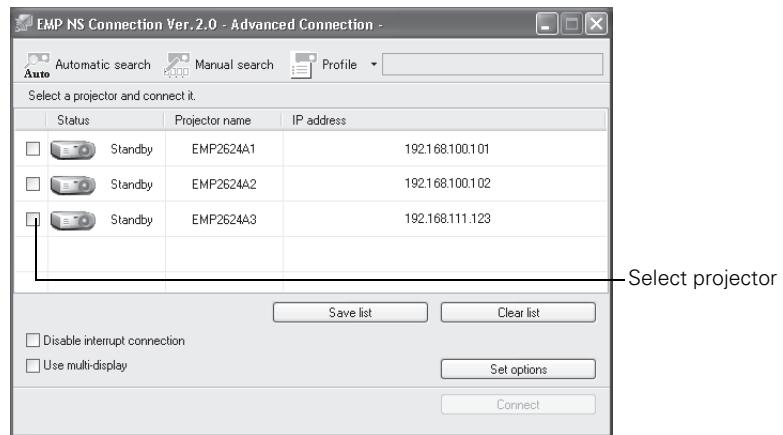 EMP NS Connection Ver.2.0 - Advanced Connection -
Auto Automatic search Manual search Profile
Select a projector and connect it.
Status Projector name IP address
Standby EMP2624A1 192.168.100.101
Standby EMP2624A2 192.168.100.102
Standby EMP2624A3 192.168.111.123
Select projector
Save list Clear list
Disable interrupt connection
Use multi-display
Set options
Connect